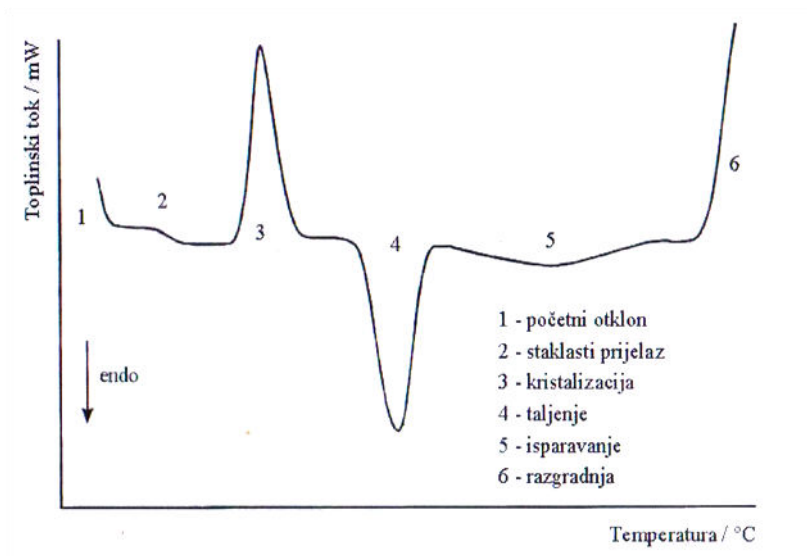 Toplinski tok / mW
1
2
3
4
5
6
endo
1 - početni otklon
2 - staklasti prijelaz
3 - kristalizacija
4 - taljenje
5 - isparavanje
6 - razgradnja
Temperatura / °C